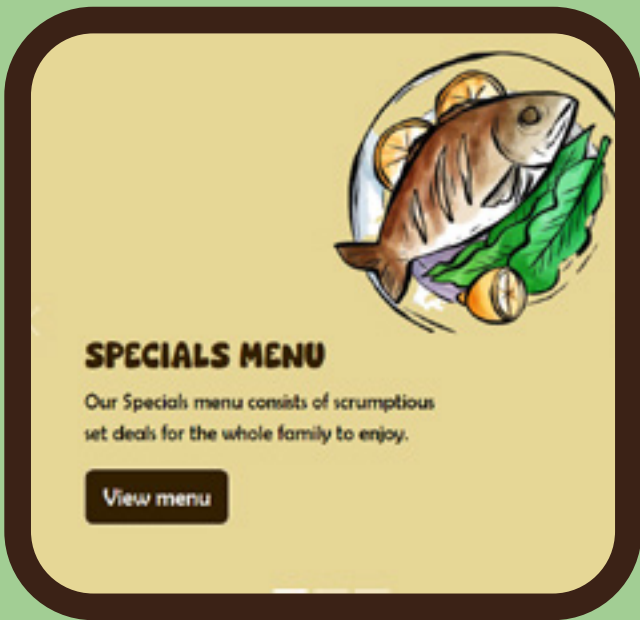 SPECIALS MENU
Our Specials menu consists of scrumptious
set deals for the whole family to enjoy.
View menu